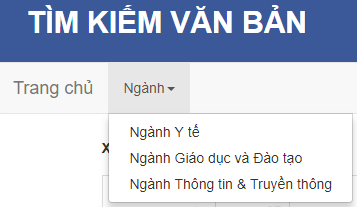 TÌM KIẾM VĂN BẢN
Trang chủ
Ngành
Ngành Y tế
Ngành Giáo dục và Đào tạo
Ngành Thông tin & Truyền thông